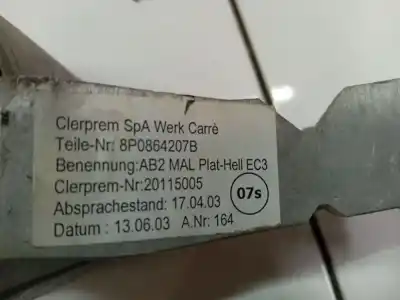 Clerprem SpA Werk Carrè
Teile-Nr: 8P0864207B
Benennung:AB2 MAL Plat-Hell EC3
Clerprem-Nr:20115005
Absprachestand: 17.04.03
07s
Datum : 13.06.03 A.Nr: 164